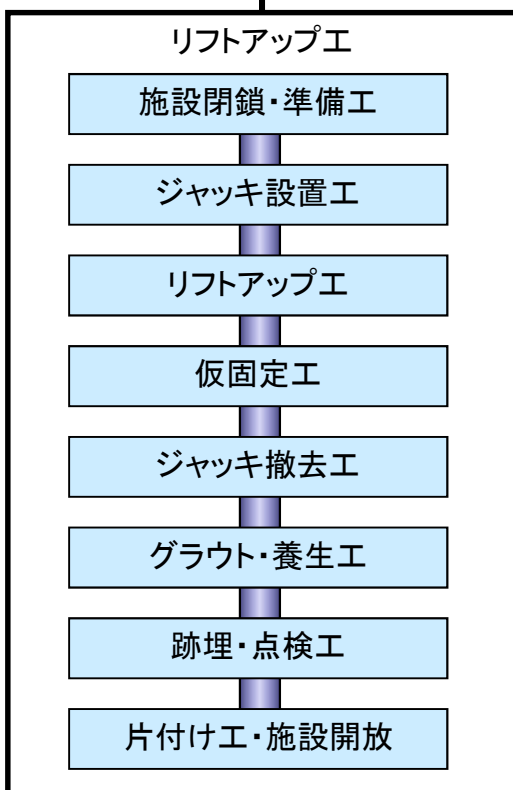 リフトアップ工
施設閉鎖・準備工
ジャッキ設置工
リフトアップ工
仮固定工
ジャッキ撤去工
グラウト・養生工
跡埋・点検工
片付け工・施設開放